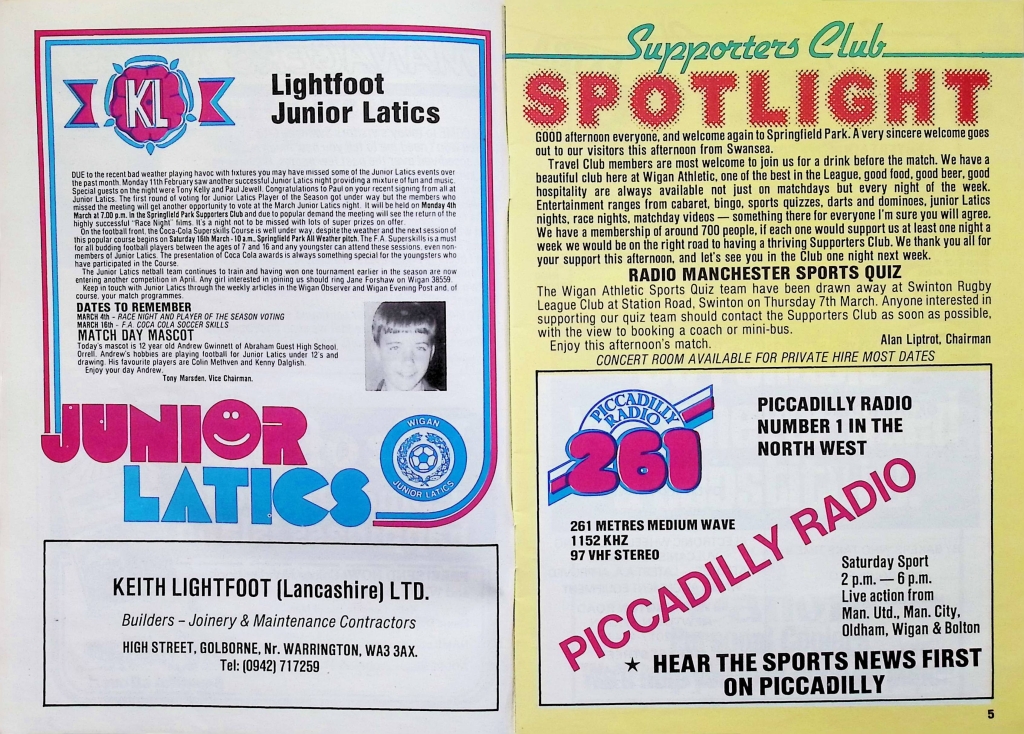 KL
Lightfoot
Junior Latics
DUE to the recent bad weather playing havoc with fixtures you may have missed some of the Junior Latics events over
the past month. Monday 11th February saw another successful Junior Latics night providing a mixture of fun and music.
Special guests on the night were Tony Kelly and Paul Jewell. Congratulations to Paul on your recent signing from all at
Junior Latics. The first round of voting for Junior Latics Player of the Season got under way but the members who
missed the meeting will get another opportunity to vote at the March Junior Latics night. It will be held on Monday 4th
March at 7.00 p.m. in the Springfield Park Supporters Club and due to popular demand the meeting will see the return of the
highly successful "Race Night" films. It's a night not to be missed with lots of super prizes on offer.
On the football front, the Coca-Cola Superskills Course is well under way, despite the weather and the next session of
this popular course begins on Saturday 16th March - 10 a.m., Springfield Park All Weather pitch. The F.A. Superskills is a must
for all budding football players between the ages of 7 and 16 and any youngster can attend these sessions, even non-
members of Junior Latics. The presentation of Coca Cola awards is always something special for the youngsters who
have participated in the Course.
The Junior Latics netball team continues to train and having won one tournament earlier in the season are now
entering another competition in April. Any girl interested in joining us should ring Jane Forshaw on Wigan 38559.
Keep in touch with Junior Latics through the weekly articles in the Wigan Observer and Wigan Evening Post and, of
course, your match programmes.
DATES TO REMEMBER
MARCH 4th - RACE NIGHT AND PLAYER OF THE SEASON VOTING
MARCH 16th - F.A. COCA COLA SOCCER SKILLS
MATCH DAY MASCOT
Today's mascot is 12 year old Andrew Gwinnett of Abraham Guest High School,
Orrell. Andrew's hobbies are playing football for Junior Latics under 12's and
drawing. His favourite players are Colin Methven and Kenny Dalglish.
Enjoy your day Andrew.
Tony Marsden, Vice Chairman.
JUNIOR
LATICS
WIGAN
JUNIOR LATICS
KEITH LIGHTFOOT (Lancashire) LTD.
Builders – Joinery & Maintenance Contractors
HIGH STREET, GOLBORNE, Nr. WARRINGTON, WA3 3AX.
Tel: (0942) 717259
Supporters Club
SPOTLIGHT
GOOD afternoon everyone, and welcome again to Springfield Park. A very sincere welcome goes
out to our visitors this afternoon from Swansea.
Travel Club members are most welcome to join us for a drink before the match. We have a
beautiful club here at Wigan Athletic, one of the best in the League, good food, good beer, good
hospitality are always available not just on matchdays but every night of the week.
Entertainment ranges from cabaret, bingo, sports quizzes, darts and dominoes, junior Latics
nights, race nights, matchday videos — something there for everyone I'm sure you will agree.
We have a membership of around 700 people, if each one would support us at least one night a
week we would be on the right road to having a thriving Supporters Club. We thank you all for
your support this afternoon, and let's see you in the Club one night next week.
RADIO MANCHESTER SPORTS QUIZ
The Wigan Athletic Sports Quiz team have been drawn away at Swinton Rugby
League Club at Station Road, Swinton on Thursday 7th March. Anyone interested in
supporting our quiz team should contact the Supporters Club as soon as possible,
with the view to booking a coach or mini-bus.
Enjoy this afternoon's match.
Alan Liptrot, Chairman
CONCERT ROOM AVAILABLE FOR PRIVATE HIRE MOST DATES
PICCADILLY
RADIO
261
PICCADILLY RADIO
NUMBER 1 IN THE
NORTH WEST
261 METRES MEDIUM WAVE
1152 KHZ
97 VHF STEREO
PICCADILLY RADIO
Saturday Sport
2 p.m. — 6 p.m.
Live action from
Man. Utd., Man. City,
Oldham, Wigan & Bolton
★ HEAR THE SPORTS NEWS FIRST
ON PICCADILLY
5